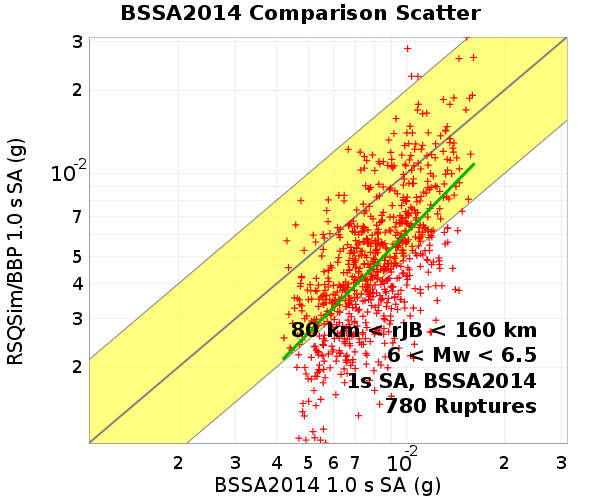 BSSA2014 Comparison Scatter
3
2
10-2
7
5
4
3
2
RSQSim/BBP 1.0 s SA (g)
80 km < rJB < 160 km
6 < Mw < 6.5
1s SA, BSSA2014
780 Ruptures
2 3 4 5 6 7 10-2 2 3
BSSA2014 1.0 s SA (g)